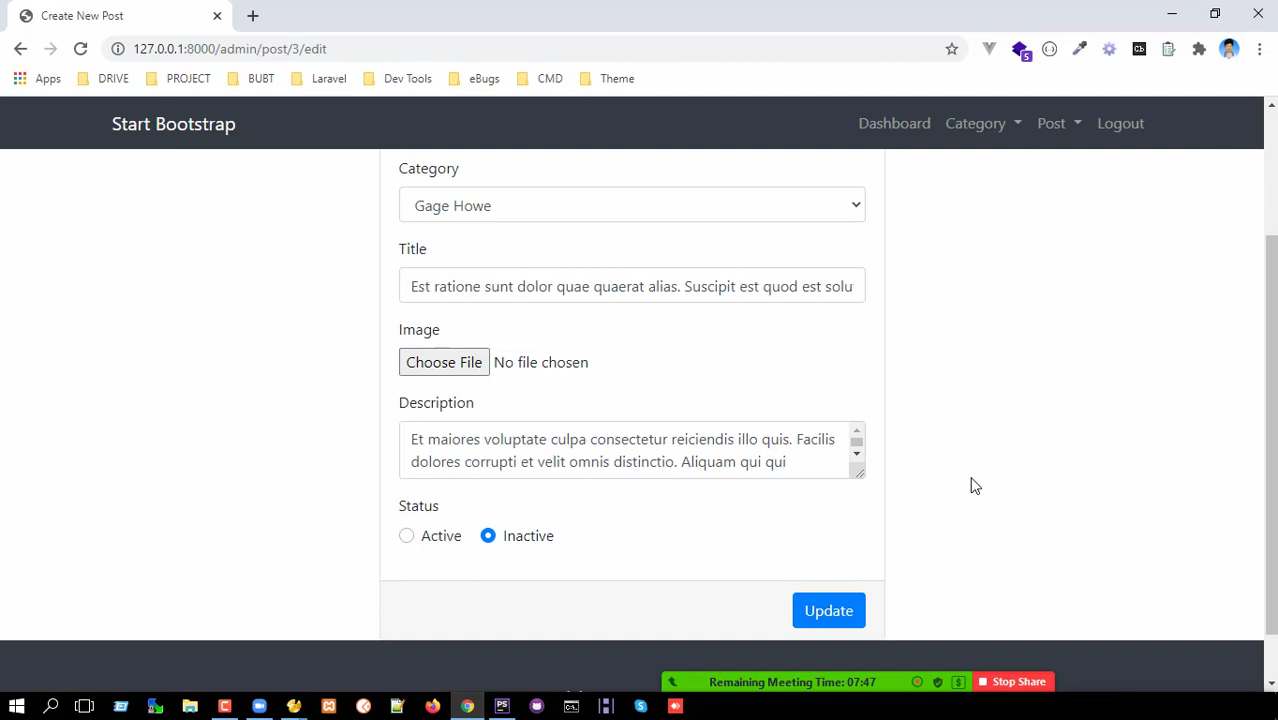 Create New Post
127.0.0.1:8000/admin/post/3/edit
Apps DRIVE PROJECT BUBT Laravel Dev Tools eBugs CMD Theme
Start Bootstrap Dashboard Category Post Logout
Category
Gage Howe
Title
Est ratione sunt dolor quae quaerat alias. Suscipit est quod est solu
Image
Choose File No file chosen
Description
Et maiores voluptate culpa consectetur reiciendis illo quis. Facilis
dolores corrupti et velit omnis distinctio. Aliquam qui qui
Status
Active Inactive
Update
Remaining Meeting Time: 07:47 Stop Share